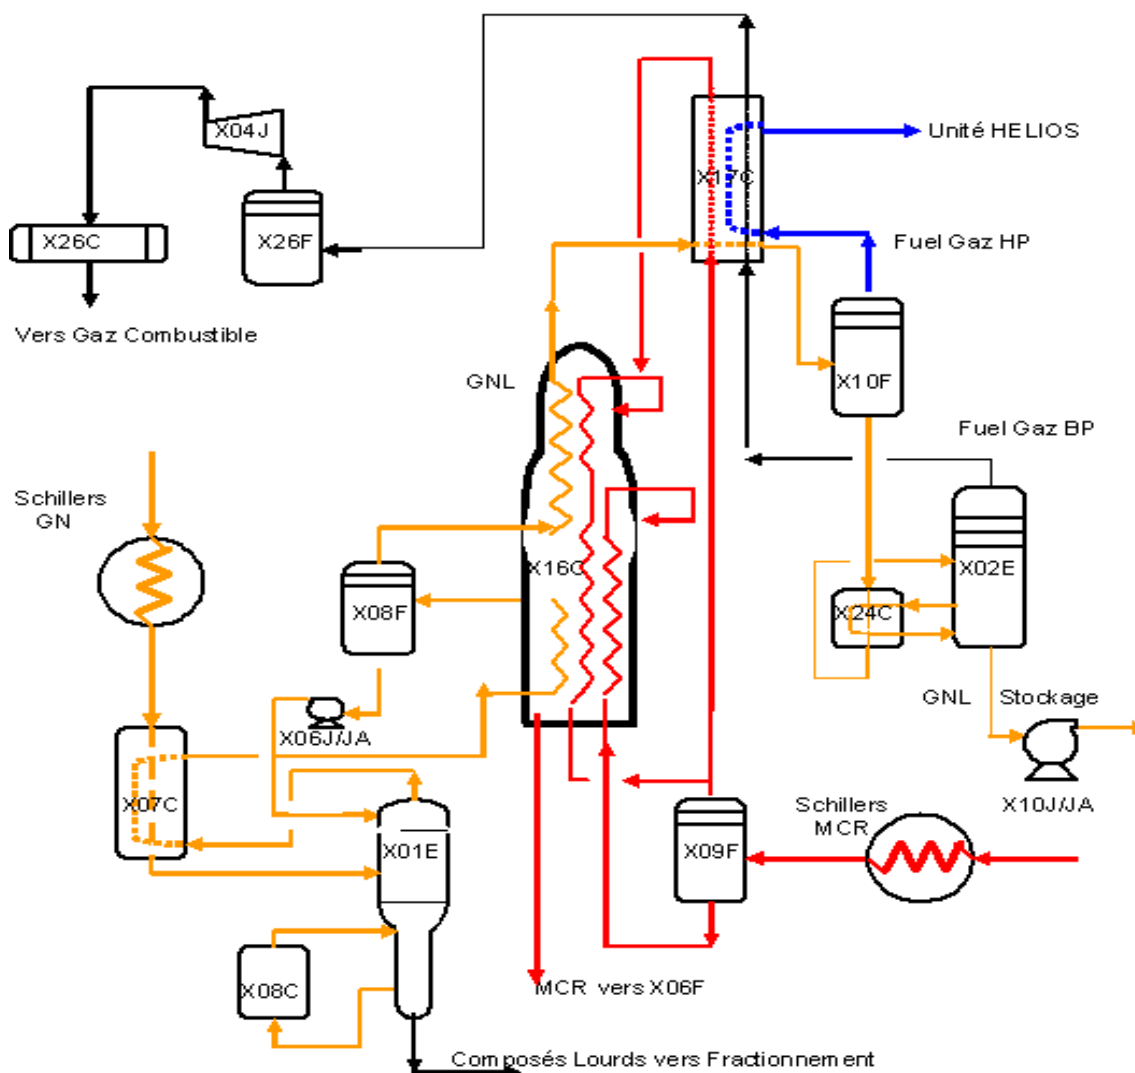 X04J
Unité HELIOS
X17C
X26C
X26F
Fuel Gaz HP
Vers Gaz Combustible
GNL
X10F
Fuel Gaz BP
Schillers
GN
X16C
X02E
X08F
X24C
GNL
Stockage
X06J/JA
X07C
X10J/JA
Schillers
MCR
X01E
X09F
X08C
MCR vers X06F
Composés Lourds vers Fractionnement